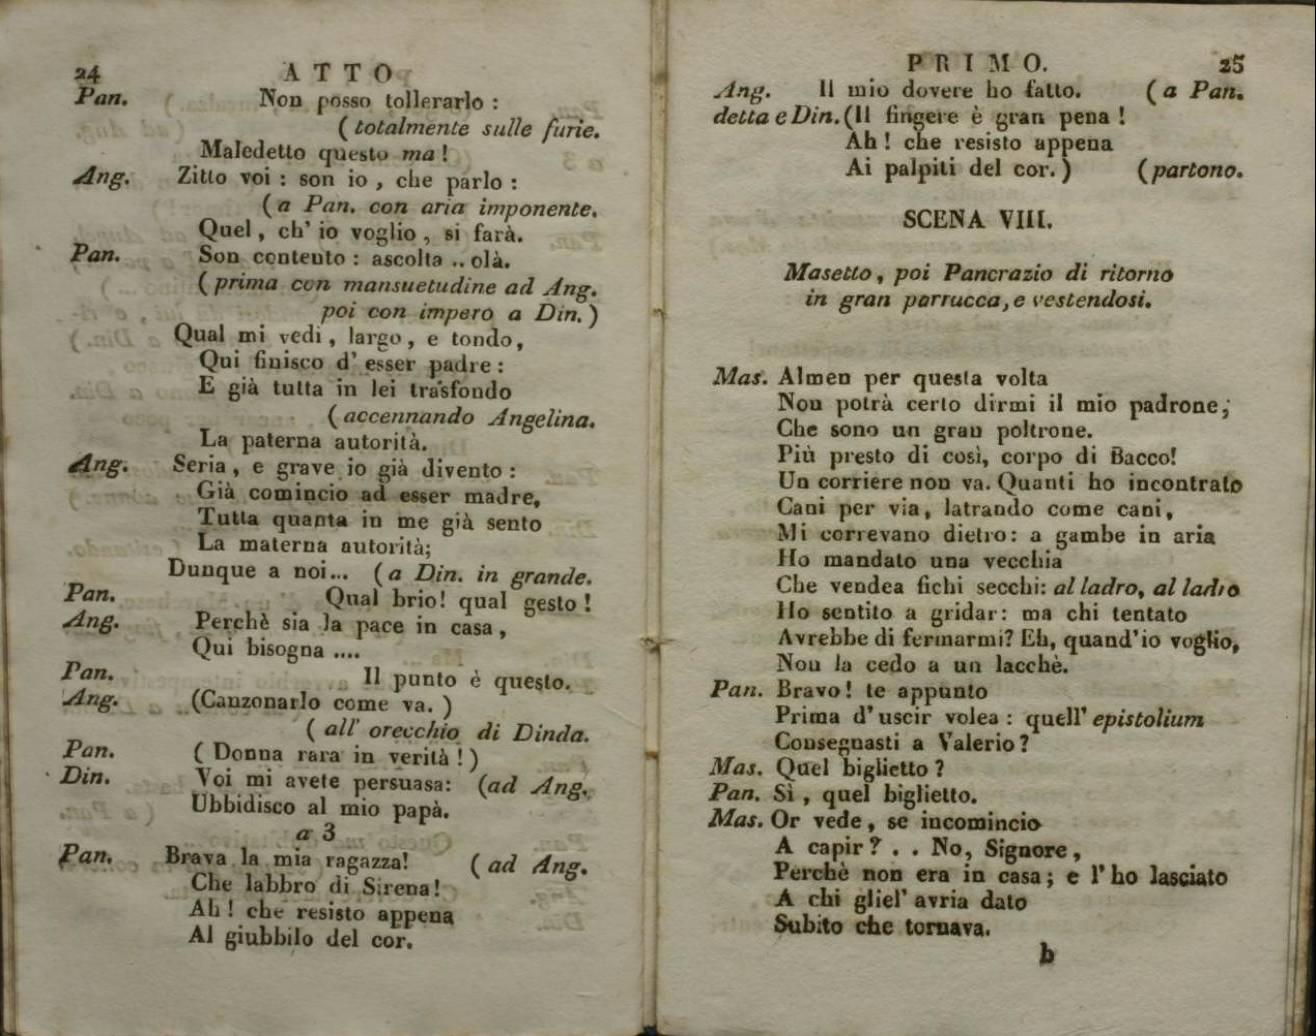 24 ATTO
Pan. Non posso tollerarlo :
( totalmente sulle furie.
Maledetto questo ma !
Ang. Zitto voi : son io , che parlo :
( a Pan. con aria imponente.
Quel , ch' io voglio , si farà.
Pan. Son contento : ascolta .. olà.
( prima con mansuetudine ad Ang.
poi con impero a Din. )
Qual mi vedi , largo , e tondo,
Qui finisco d' esser padre :
E già tutta in lei trasfondo
( accennando Angelina.
La paterna autorità.
Ang. Seria , e grave io già divento :
Già comincio ad esser madre,
Tutta quanta in me già sento
La materna autorità;
Dunque a noi... ( a Din. in grande.
Pan. Qual brio! qual gesto !
Ang. Perchè sia la pace in casa ,
Qui bisogna ....
Pan. Il punto è questo.
Ang. (Canzonarlo come va. )
( all' orecchio di Dinda.
Pan. ( Donna rara in verità ! )
Din. Voi mi avete persuasa: (ad Ang.
Ubbidisco al mio papà.
a 3
Pan. Brava la mia ragazza! ( ad Ang.
Che labbro di Sirena!
Ah ! che resisto appena
Al giubbilo del cor.
PRIMO. 25
Ang. Il mio dovere ho fatto. ( a Pan.
detta e Din. (Il fingere è gran pena !
Ah ! che resisto appena
Ai palpiti del cor. ) ( partono.
SCENA VIII.
Masetto , poi Pancrazio di ritorno
in gran parrucca, e vestendosi.
Mas. Almen per questa volta
Non potrà certo dirmi il mio padrone,
Che sono un gran poltrone.
Più presto di così, corpo di Bacco!
Un corriere non va. Quanti ho incontrato
Cani per via, latrando come cani,
Mi correvano dietro: a gambe in aria
Ho mandato una vecchia
Che vendea fichi secchi: al ladro, al ladro
Ho sentito a gridar: ma chi tentato
Avrebbe di fermarmi? Eh, quand' io voglio,
Non la cedo a un lacchè.
Pan. Bravo! te appunto
Prima d' uscir volea : quell' epistolium
Consegnasti a Valerio?
Mas. Quel biglietto?
Pan. Sì , quel biglietto.
Mas. Or vede , se incomincio
A capir? . . No, Signore,
Perchè non era in casa; e l' ho lasciato
A chi gliel' avria dato
Subito che tornava.
b